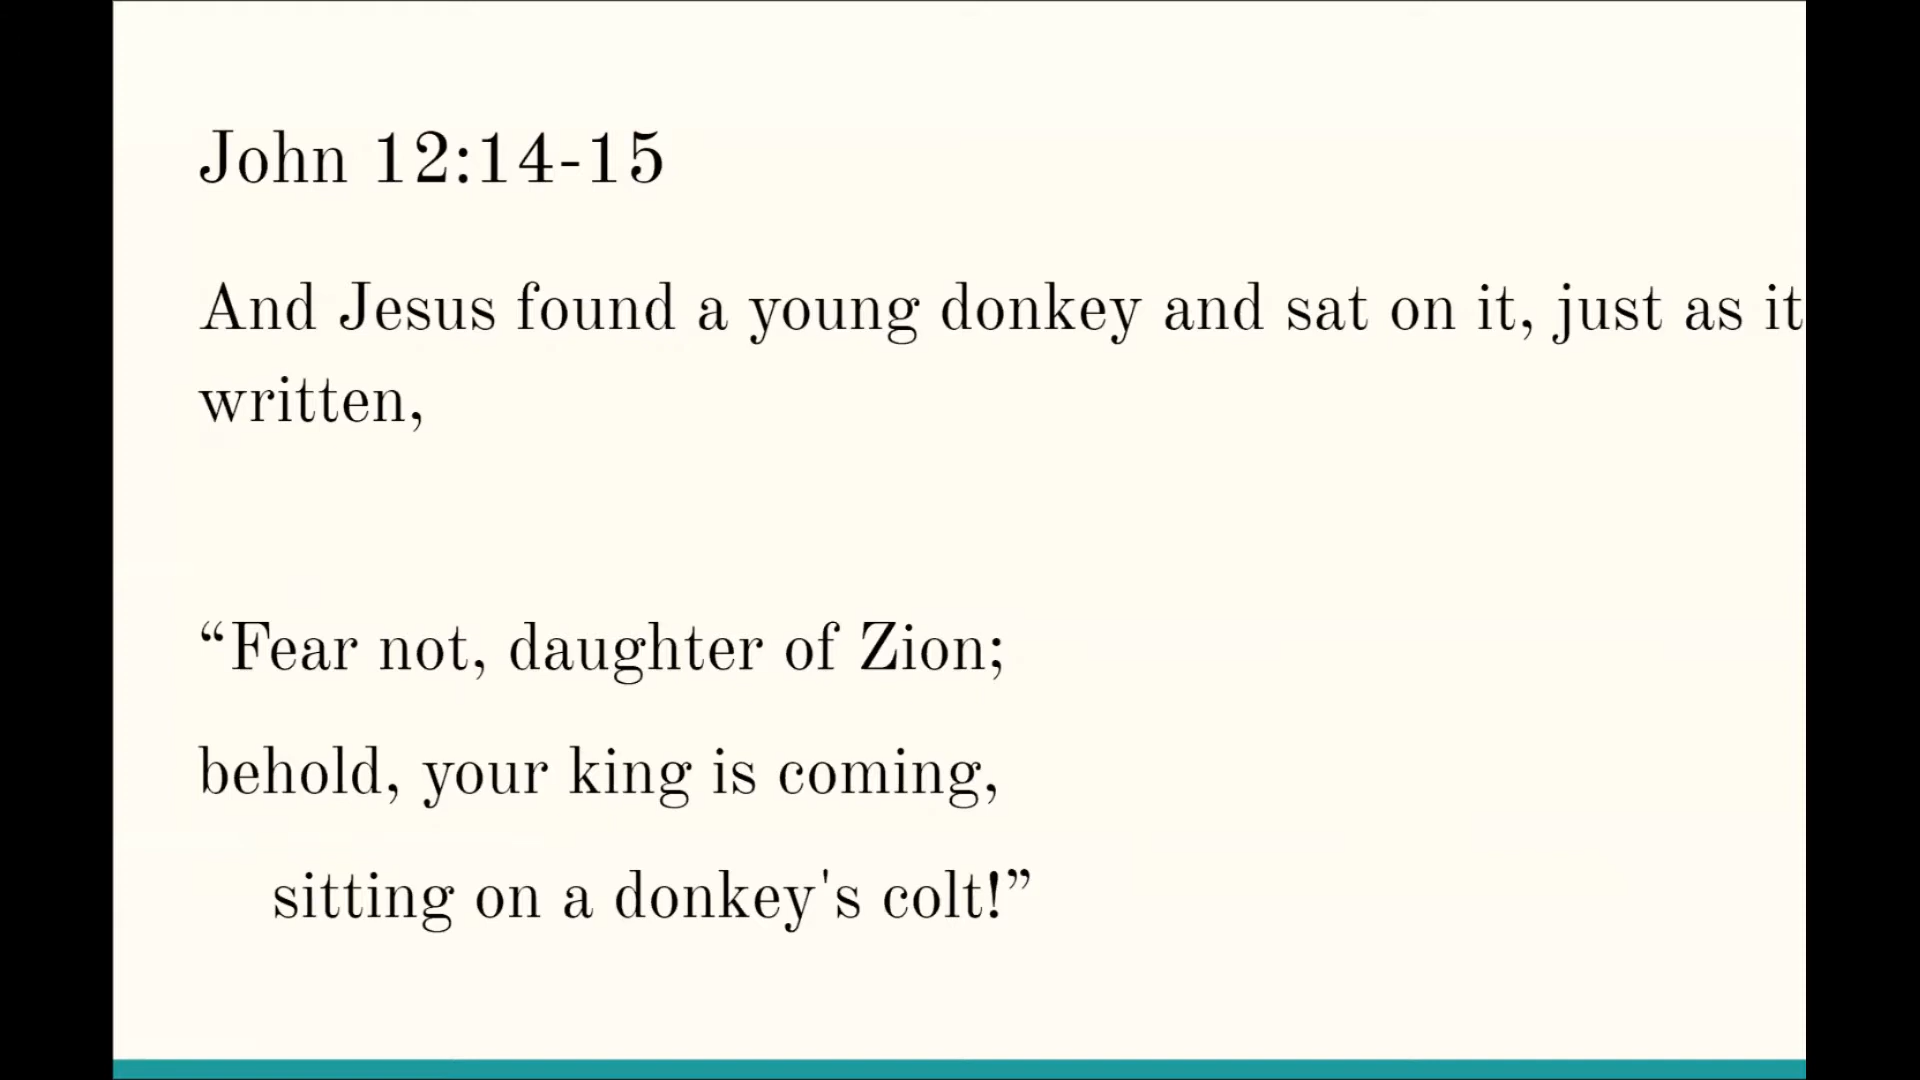 John 12:14-15
And Jesus found a young donkey and sat on it, just as it
written,
“Fear not, daughter of Zion;
behold, your king is coming,
sitting on a donkey's colt!”